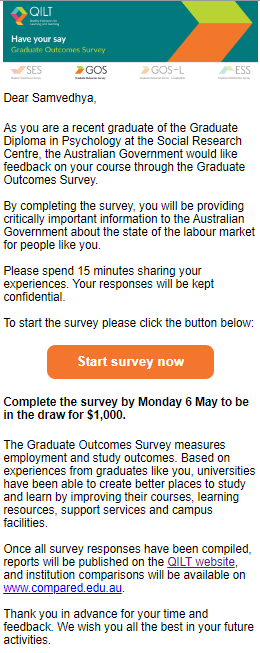 QILT
Quality Indicators for
Learning and Teaching
Have your say
Graduate Outcomes Survey
SES
GOS
GOS-L
ESS
Dear Samvedhya,
As you are a recent graduate of the Graduate
Diploma in Psychology at the Social Research
Centre, the Australian Government would like
feedback on your course through the Graduate
Outcomes Survey.
By completing the survey, you will be providing
critically important information to the Australian
Government about the state of the labour market
for people like you.
Please spend 15 minutes sharing your
experiences. Your responses will be kept
confidential.
To start the survey please click the button below:
Start survey now
Complete the survey by Monday 6 May to be
in the draw for $1,000.
The Graduate Outcomes Survey measures
employment and study outcomes. Based on
experiences from graduates like you, universities
have been able to create better places to study
and learn by improving their courses, learning
resources, support services and campus
facilities.
Once all survey responses have been compiled,
reports will be published on the QILT website,
and institution comparisons will be available on
www.compared.edu.au.
Thank you in advance for your time and
feedback. We wish you all the best in your future
activities.